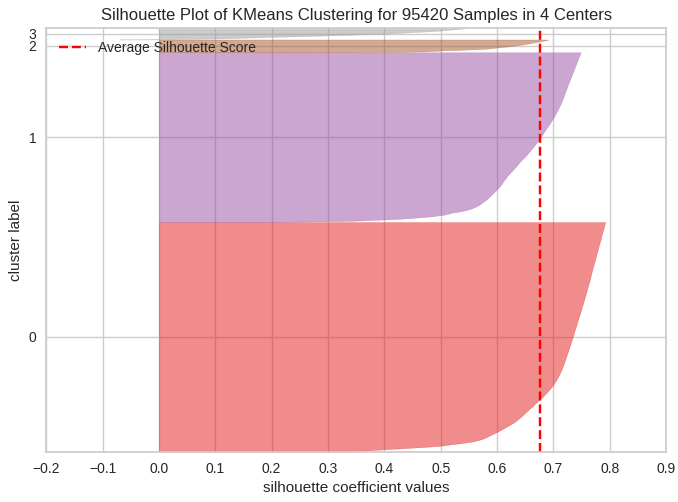 Silhouette Plot of KMeans Clustering for 95420 Samples in 4 Centers
3
2
Average Silhouette Score
1
cluster label
0
−0.2 −0.1 0.0 0.1 0.2 0.3 0.4 0.5 0.6 0.7 0.8 0.9
silhouette coefficient values